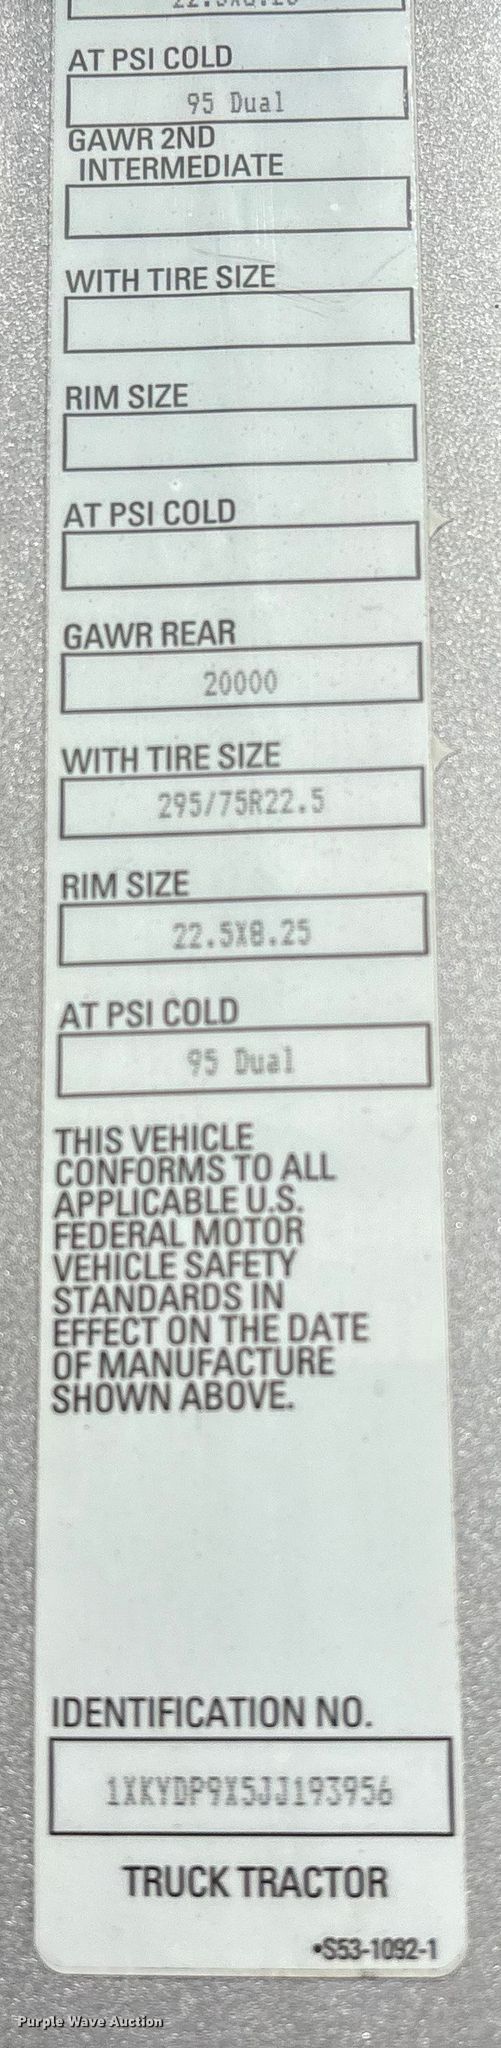 22.5X8.25
AT PSI COLD
95 Dual
GAWR 2ND
INTERMEDIATE
WITH TIRE SIZE
RIM SIZE
AT PSI COLD
GAWR REAR
20000
WITH TIRE SIZE
295/75R22.5
RIM SIZE
22.5X8.25
AT PSI COLD
95 Dual
THIS VEHICLE
CONFORMS TO ALL
APPLICABLE U.S.
FEDERAL MOTOR
VEHICLE SAFETY
STANDARDS IN
EFFECT ON THE DATE
OF MANUFACTURE
SHOWN ABOVE.
IDENTIFICATION NO.
1XKYDP9X5JJ193956
TRUCK TRACTOR
•S53-1092-1
Purple Wave Auction